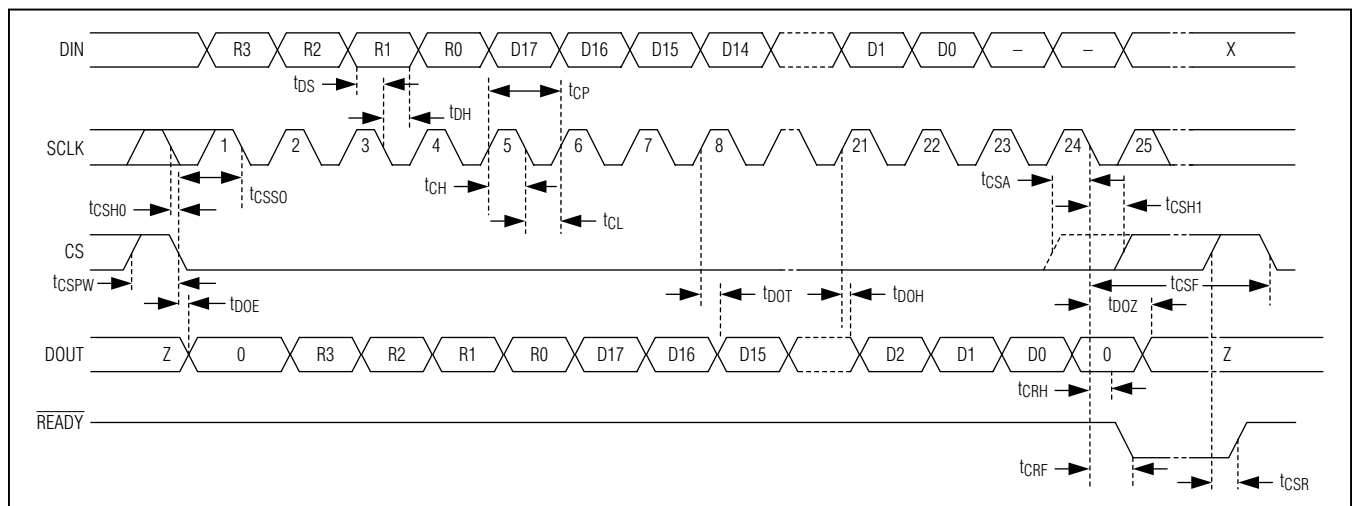 DIN R3 R2 R1 R0 D17 D16 D15 D14 D1 D0 – – X
tDS tDH tCP
SCLK 1 2 3 4 5 6 7 8 21 22 23 24 25
tCSH0 tCSSO tCH tCL tCSA tCSH1
CS
tCSPW tDOE tDOT tDOH tDOZ tCSF
DOUT Z 0 R3 R2 R1 R0 D17 D16 D15 D2 D1 D0 0 Z
tCRH
READY
tCRF tCSR